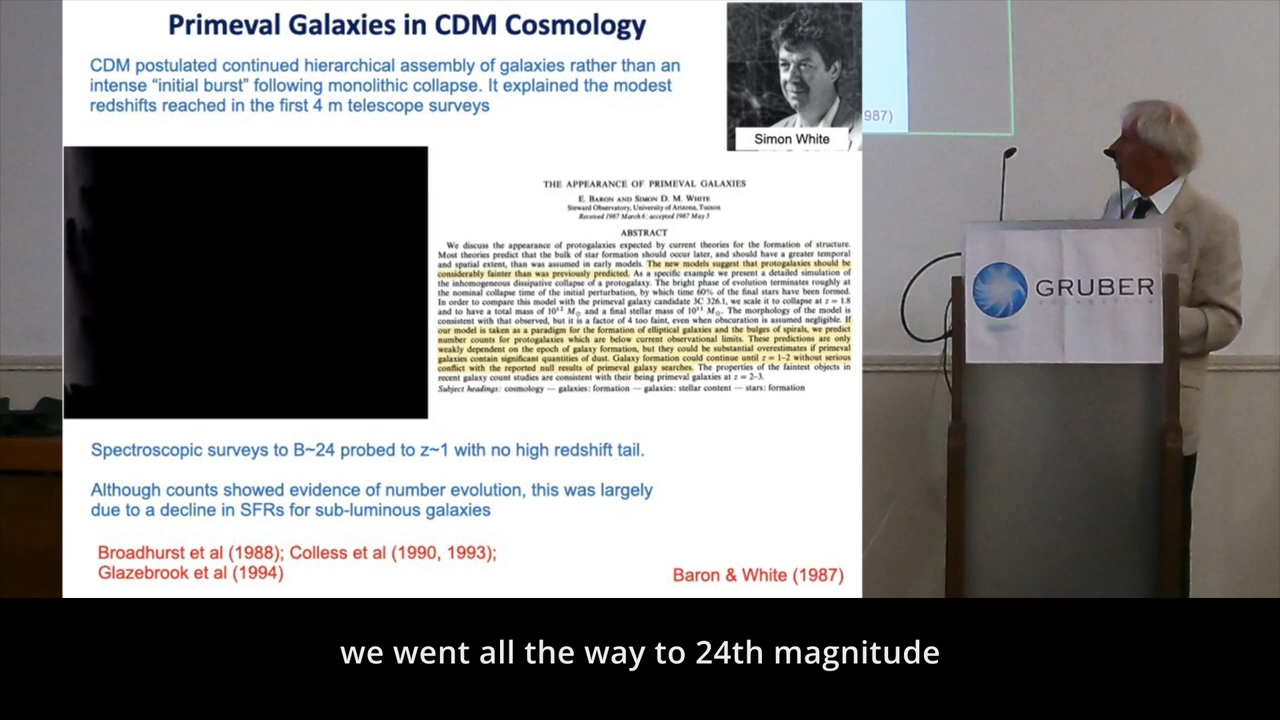 Primeval Galaxies in CDM Cosmology
CDM postulated continued hierarchical assembly of galaxies rather than an
intense “initial burst” following monolithic collapse. It explained the modest
redshifts reached in the first 4 m telescope surveys
Simon White
987)
THE APPEARANCE OF PRIMEVAL GALAXIES
E. BARON AND SIMON D. M. WHITE
Steward Observatory, University of Arizona, Tucson
Received 1987 March 6; accepted 1987 May 5
ABSTRACT
We discuss the appearance of protogalaxies expected by current theories for the formation of structure.
Most theories predict that the bulk of star formation should occur later, and should have a greater temporal
and spatial extent, than was assumed in early models. The new models suggest that protogalaxies should be
considerably fainter than was previously predicted. As a specific example we present a detailed simulation of
the inhomogeneous dissipative collapse of a protogalaxy. The bright phase of evolution terminates roughly at
the nominal collapse time of the initial perturbation, by which time 60% of the final stars have been formed.
In order to compare this model with the primeval galaxy candidate 3C 326.1, we scale it to collapse at z = 1.8
and to have a total mass of 10¹² M⊙ and a final stellar mass of 10¹¹ M⊙. The morphology of the model is
consistent with that observed, but it is a factor of 4 too faint, even when obscuration is assumed negligible. If
our model is taken as a paradigm for the formation of elliptical galaxies and the bulges of spirals, we predict
number counts for protogalaxies which are below current observational limits. These predictions are only
weakly dependent on the epoch of galaxy formation, but they could be substantial overestimates if primeval
galaxies contain significant quantities of dust. Galaxy formation could continue until z = 1–2 without serious
conflict with the reported null results of primeval galaxy searches. The properties of the faintest objects in
recent galaxy count studies are consistent with their being primeval galaxies at z = 2–3.
Subject headings: cosmology — galaxies: formation — galaxies: stellar content — stars: formation
GRUBER
FOUNDATION
Spectroscopic surveys to B~24 probed to z~1 with no high redshift tail.
Although counts showed evidence of number evolution, this was largely
due to a decline in SFRs for sub-luminous galaxies
Broadhurst et al (1988); Colless et al (1990, 1993);
Glazebrook et al (1994)
Baron & White (1987)
we went all the way to 24th magnitude